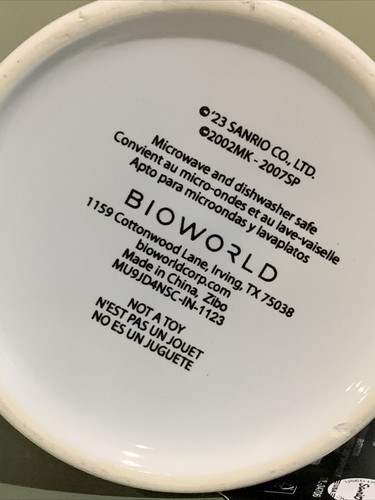 ©'23 SANRIO CO., LTD.
©2002MK - 2007SP
Microwave and dishwasher safe
Convient au micro-ondes et au lave-vaiselle
Apto para microondas y lavaplatos
BIOWORLD
1159 Cottonwood Lane, Irving, TX 75038
bioworldcorp.com
Made in China, Zibo
MU9JD4NSC-IN-1123
NOT A TOY
N'EST PAS UN JOUET
NO ES UN JUGUETE